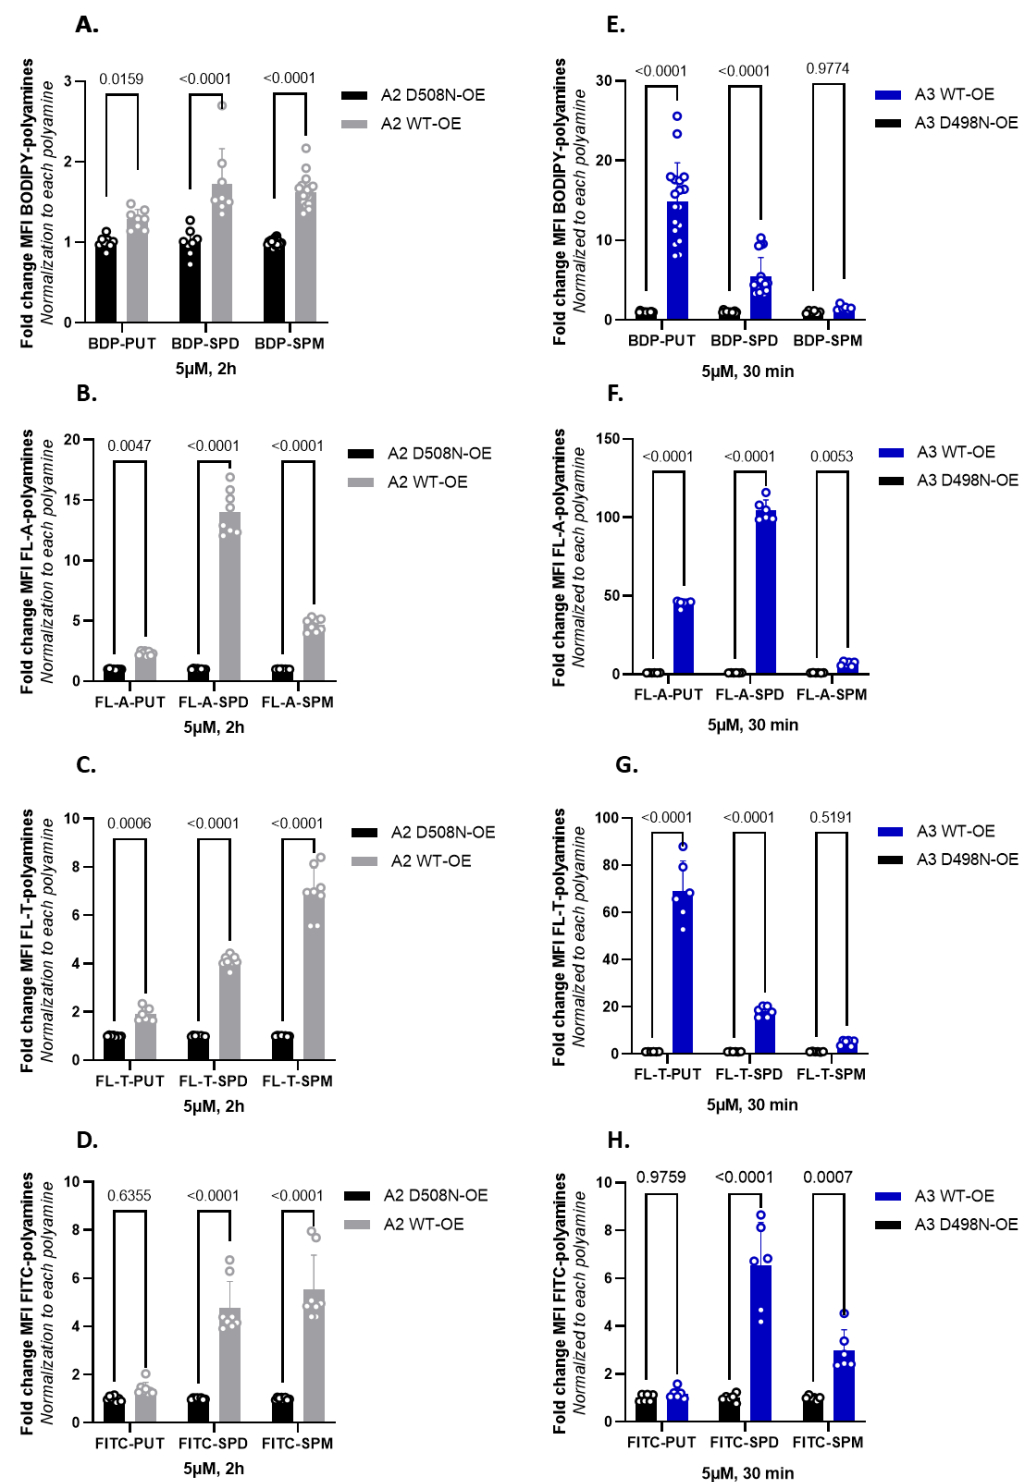 A.
Fold change MFI BODIPY-polyamines
Normalization to each polyamine
0.0159 <0.0001 <0.0001
3
2
1
0
BDP-PUT BDP-SPD BDP-SPM
5µM, 2h
A2 D508N-OE
A2 WT-OE
B.
Fold change MFI FL-A-polyamines
Normalization to each polyamine
0.0047 <0.0001 <0.0001
20
15
10
5
0
FL-A-PUT FL-A-SPD FL-A-SPM
5µM, 2h
A2 D508N-OE
A2 WT-OE
C.
Fold change MFI FL-T-polyamines
Normalization to each polyamine
0.0006 <0.0001 <0.0001
10
8
6
4
2
0
FL-T-PUT FL-T-SPD FL-T-SPM
5µM, 2h
A2 D508N-OE
A2 WT-OE
D.
Fold change MFI FITC-polyamines
Normalization to each polyamine
0.6355 <0.0001 <0.0001
10
8
6
4
2
0
FITC-PUT FITC-SPD FITC-SPM
5µM, 2h
A2 D508N-OE
A2 WT-OE
E.
Fold change MFI BODIPY-polyamines
Normalized to each polyamine
<0.0001 <0.0001 0.9774
30
20
10
0
BDP-PUT BDP-SPD BDP-SPM
5µM, 30 min
A3 WT-OE
A3 D498N-OE
F.
Fold change MFI FL-A-polyamines
Normalized to each polyamine
<0.0001 <0.0001 0.0053
150
100
50
0
FL-A-PUT FL-A-SPD FL-A-SPM
5µM, 30 min
A3 WT-OE
A3 D498N-OE
G.
Fold change MFI FL-T-polyamines
Normalized to each polyamine
<0.0001 <0.0001 0.5191
100
80
60
40
20
0
FL-T-PUT FL-T-SPD FL-T-SPM
5µM, 30 min
A3 WT-OE
A3 D498N-OE
H.
Fold change MFI FITC-polyamines
Normalized to each polyamine
0.9759 <0.0001 0.0007
10
8
6
4
2
0
FITC-PUT FITC-SPD FITC-SPM
5µM, 30 min
A3 WT-OE
A3 D498N-OE